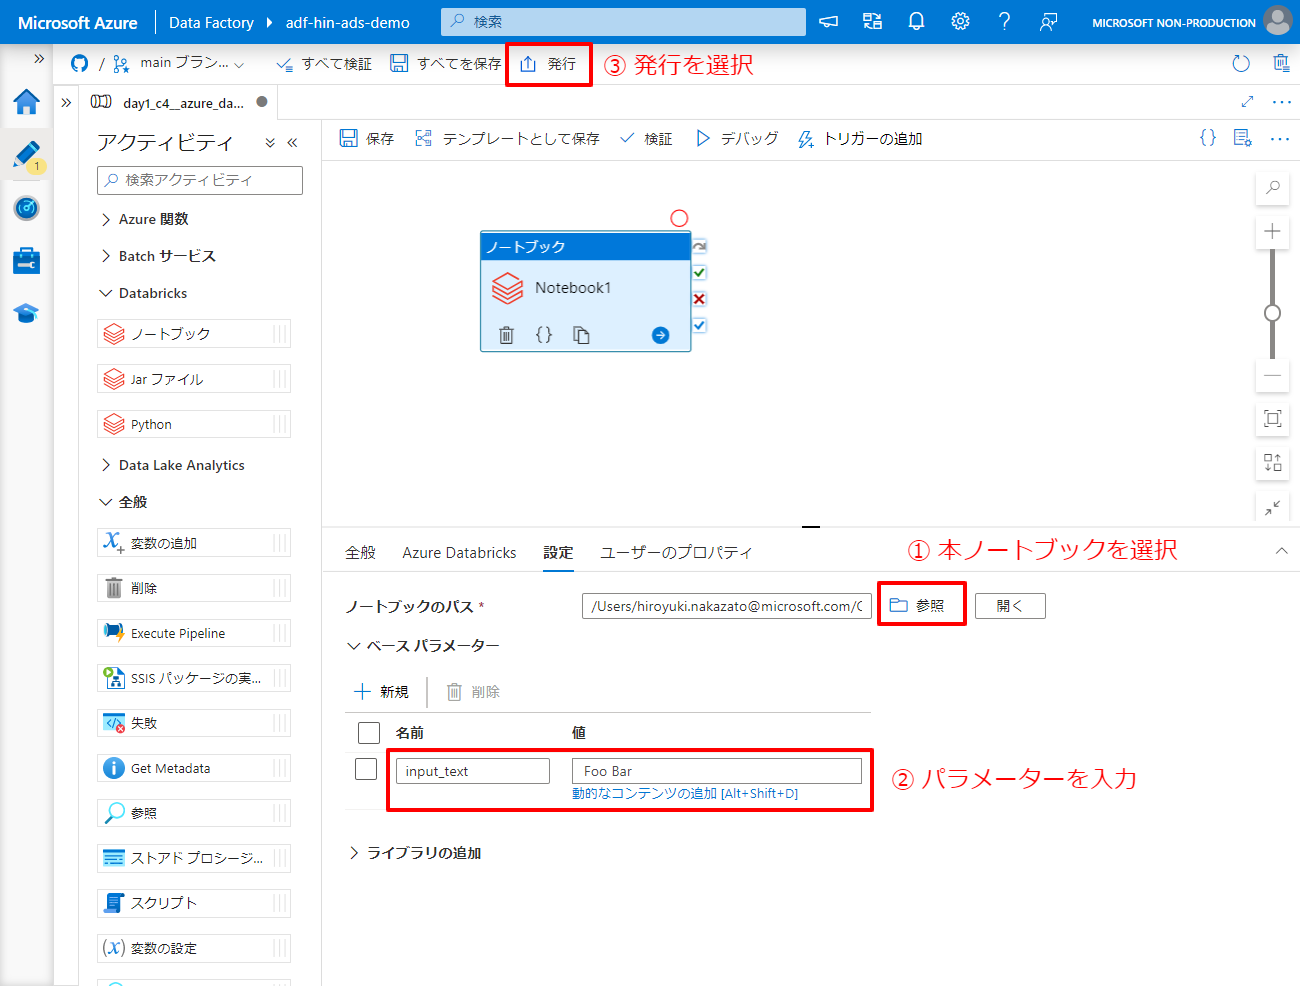 Microsoft Azure
Data Factory
adf-hin-ads-demo
検索
MICROSOFT NON-PRODUCTION
/
main ブラン...
すべて検証
すべてを保存
発行
③ 発行を選択
day1_c4__azure_da...
アクティビティ
保存
テンプレートとして保存
検証
デバッグ
トリガーの追加
1
検索アクティビティ
Azure 関数
Batch サービス
Databricks
ノートブック
Jar ファイル
Python
Data Lake Analytics
全般
変数の追加
削除
Execute Pipeline
SSIS パッケージの実...
失敗
Get Metadata
参照
ストアド プロシージ...
スクリプト
変数の設定
ノートブック
Notebook1
全般
Azure Databricks
設定
ユーザーのプロパティ
① 本ノートブックを選択
ノートブックのパス *
/Users/hiroyuki.nakazato@microsoft.com/C
参照
開く
ベース パラメーター
新規
削除
名前
値
input_text
Foo Bar
動的なコンテンツの追加 [Alt+Shift+D]
② パラメーターを入力
ライブラリの追加